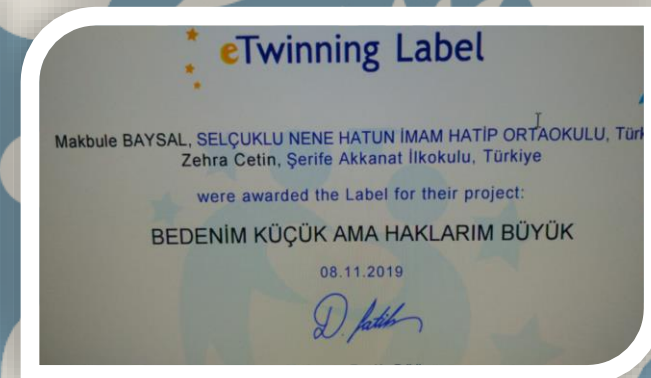 eTwinning Label
Makbule BAYSAL, SELÇUKLU NENE HATUN İMAM HATİP ORTAOKULU,
Zehra Cetin, Şerife Akkanat İlkokulu, Türkiye
were awarded the Label for their project:
BEDENİM KÜÇÜK AMA HAKLARIM BÜYÜK
08.11.2019
D. fatih